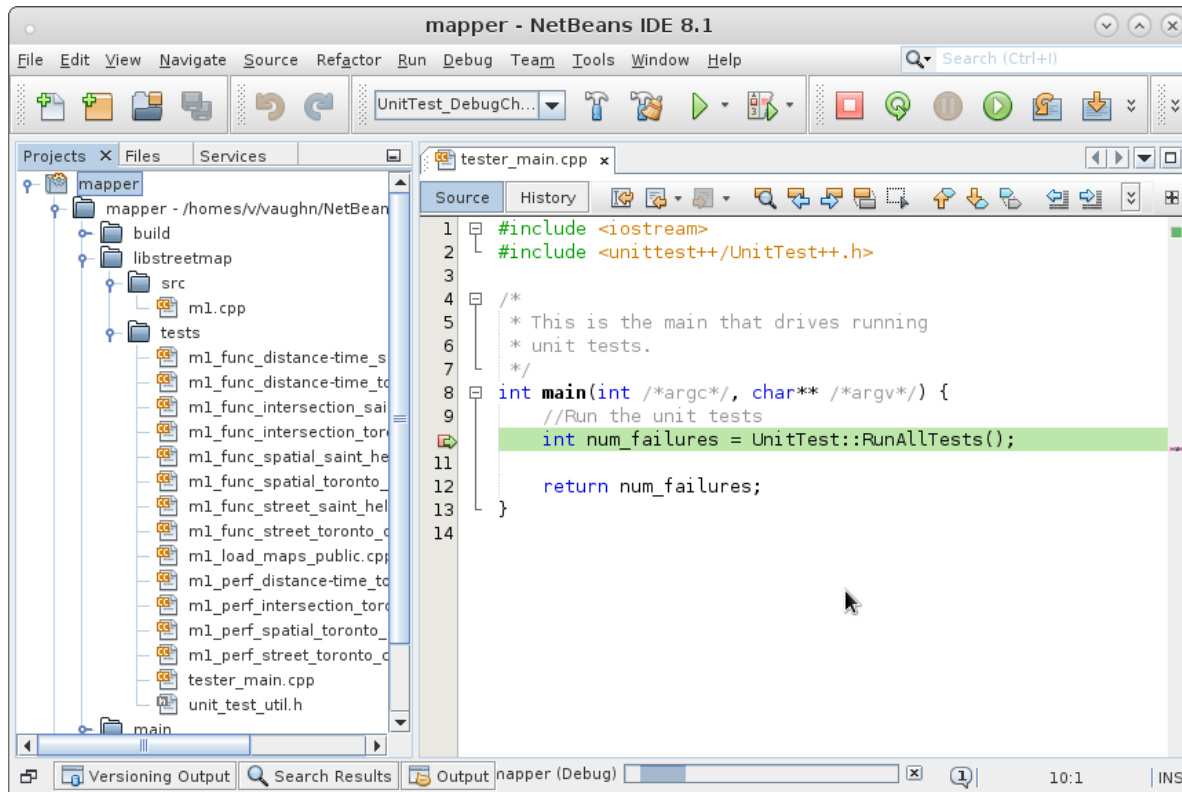 mapper - NetBeans IDE 8.1
File Edit View Navigate Source Refactor Run Debug Team Tools Window Help Search (Ctrl+I)
UnitTest_DebugCh...
Projects Files Services
mapper
mapper - /homes/v/vaughn/NetBean
build
libstreetmap
src
m1.cpp
tests
m1_func_distance-time_s
m1_func_distance-time_to
m1_func_intersection_sai
m1_func_intersection_tor
m1_func_spatial_saint_he
m1_func_spatial_toronto_
m1_func_street_saint_hel
m1_func_street_toronto_c
m1_load_maps_public.cpp
m1_perf_distance-time_to
m1_perf_intersection_toro
m1_perf_spatial_toronto_
m1_perf_street_toronto_c
tester_main.cpp
unit_test_util.h
main
tester_main.cpp
Source History
1 #include <iostream>
2 #include <unittest++/UnitTest++.h>
3
4 /*
5 * This is the main that drives running
6 * unit tests.
7 */
8 int main(int /*argc*/, char** /*argv*/) {
9 //Run the unit tests
int num_failures = UnitTest::RunAllTests();
11
12 return num_failures;
13 }
14
Versioning Output Search Results Output mapper (Debug) 1 10:1 INS